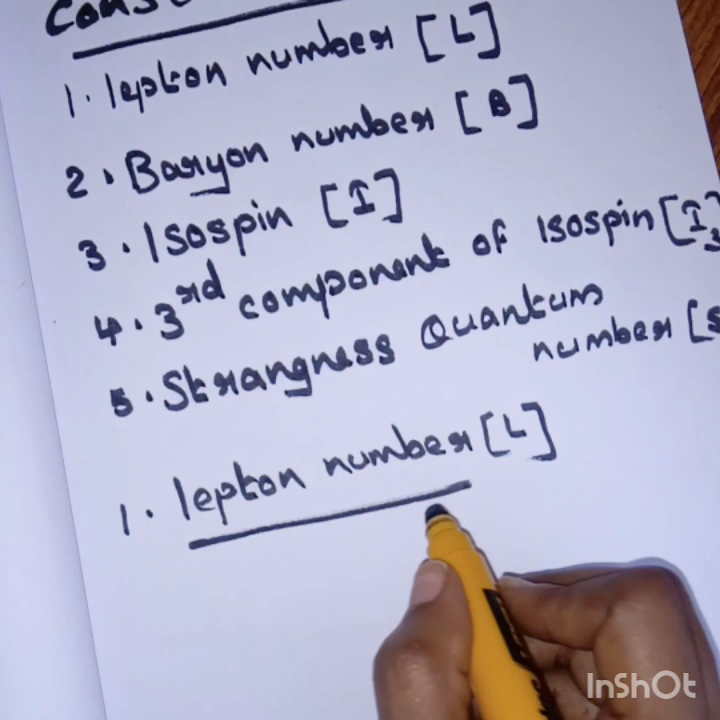 1. lepton number [L]
2. Baryon number [B]
3. Isospin [I]
4. 3rd component of Isospin [I3
5. Strangness Quantum
number [S
1. lepton number [L]
InShOt